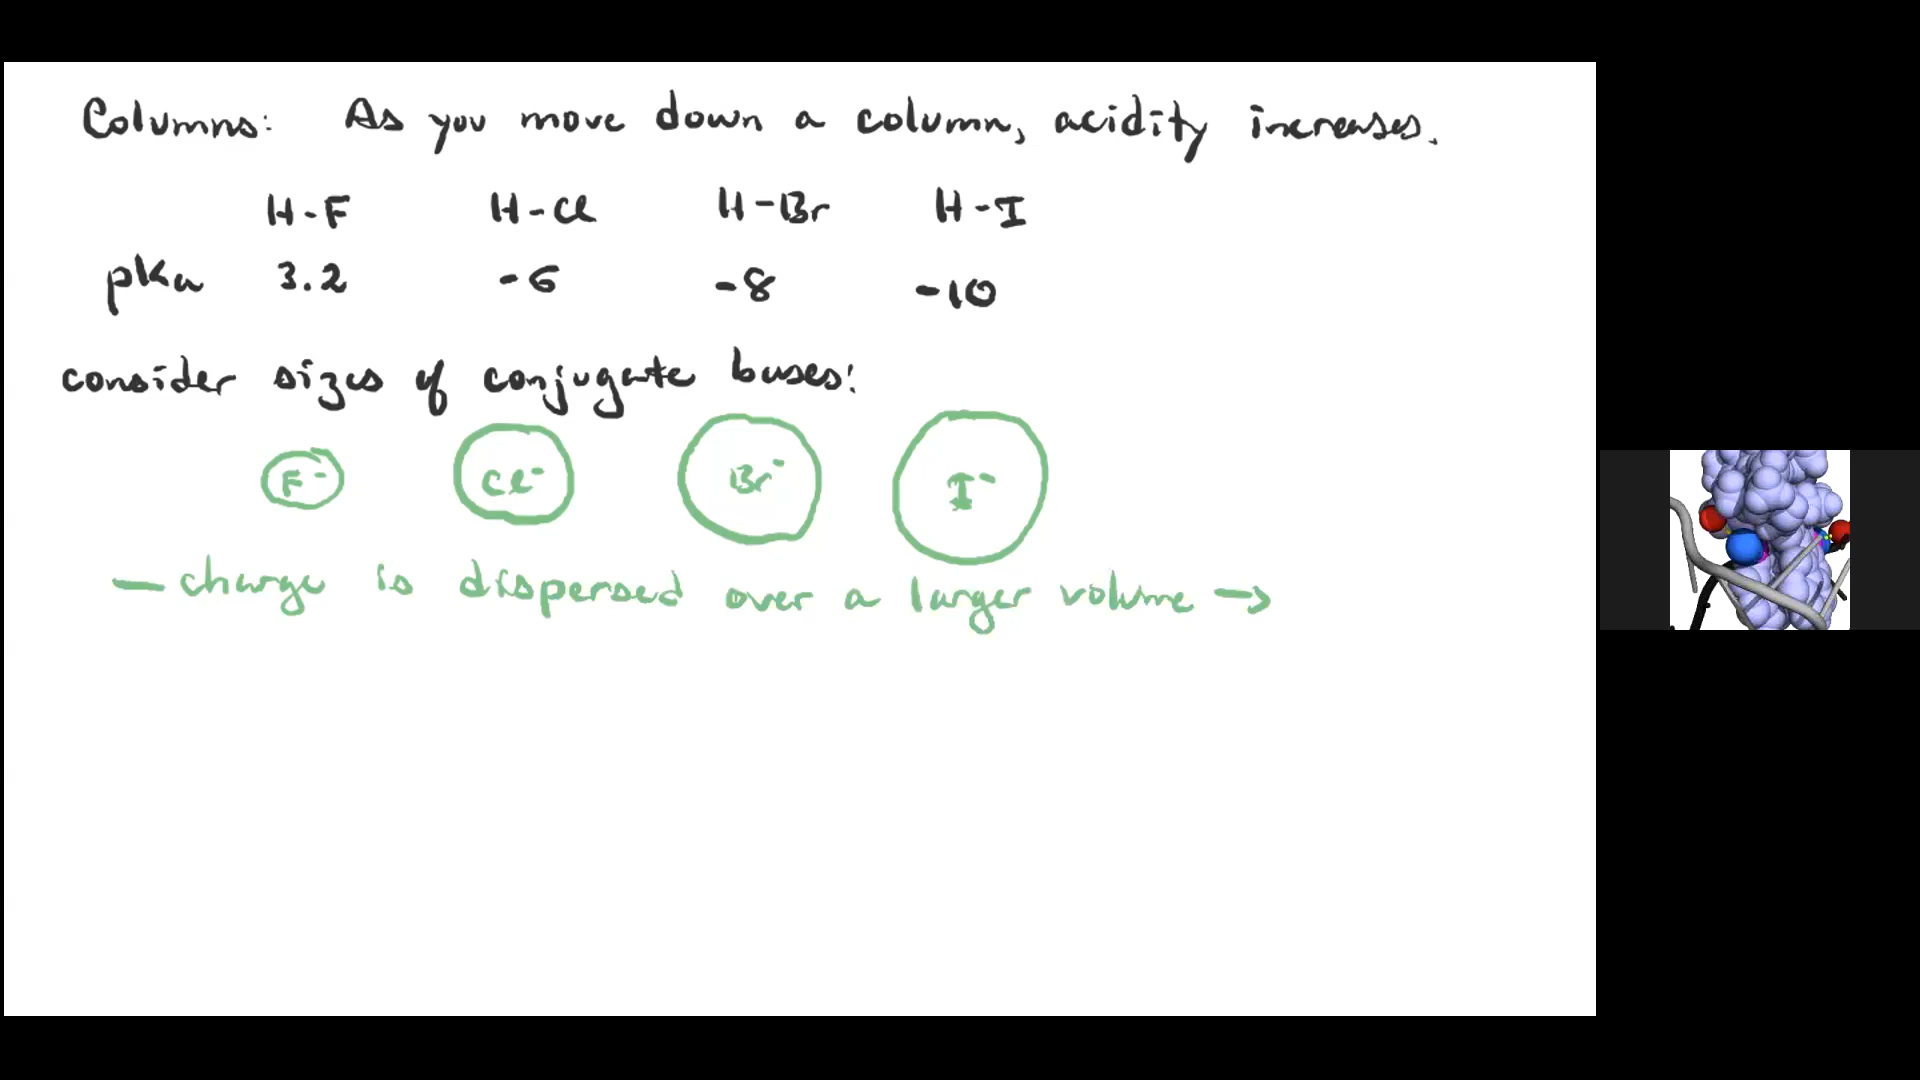 Columns: As you move down a column, acidity increases.
H-F H-Cl H-Br H-I
pKa 3.2 -6 -8 -10
consider sizes of conjugate bases:
F⁻ Cl⁻ Br⁻ I⁻
— charge is dispersed over a larger volume →